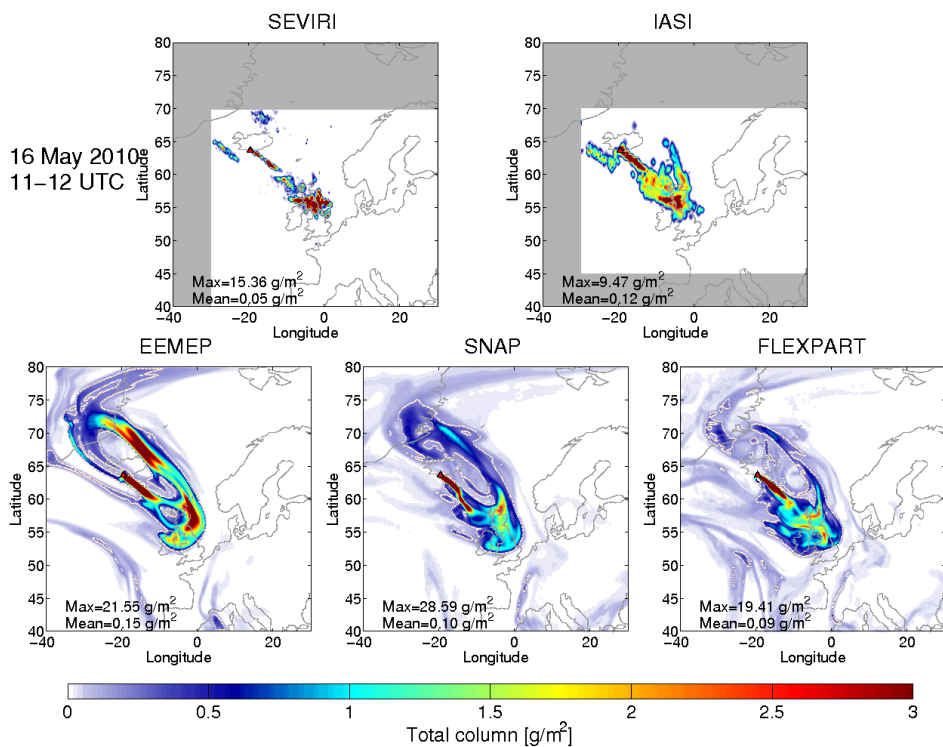 SEVIRI
IASI
16 May 2010
11−12 UTC
80
75
70
65
60
55
50
45
40
Latitude
Max=15.36 g/m²
Mean=0.05 g/m²
−40
−20
0
20
Longitude
80
75
70
65
60
55
50
45
40
Latitude
Max=9.47 g/m²
Mean=0.12 g/m²
−40
−20
0
20
Longitude
EEMEP
SNAP
FLEXPART
80
70
65
60
55
50
45
40
Latitude
Max=21.55 g/m²
Mean=0.15 g/m²
−40
−20
0
20
Longitude
80
75
70
65
60
55
50
45
40
Latitude
Max=28.59 g/m²
Mean=0.10 g/m²
−40
−20
0
20
Longitude
80
75
70
65
60
55
50
45
40
Latitude
Max=19.41 g/m²
Mean=0.09 g/m²
−40
−20
0
20
Longitude
0 0.5 1 1.5 2 2.5 3
Total column [g/m²]